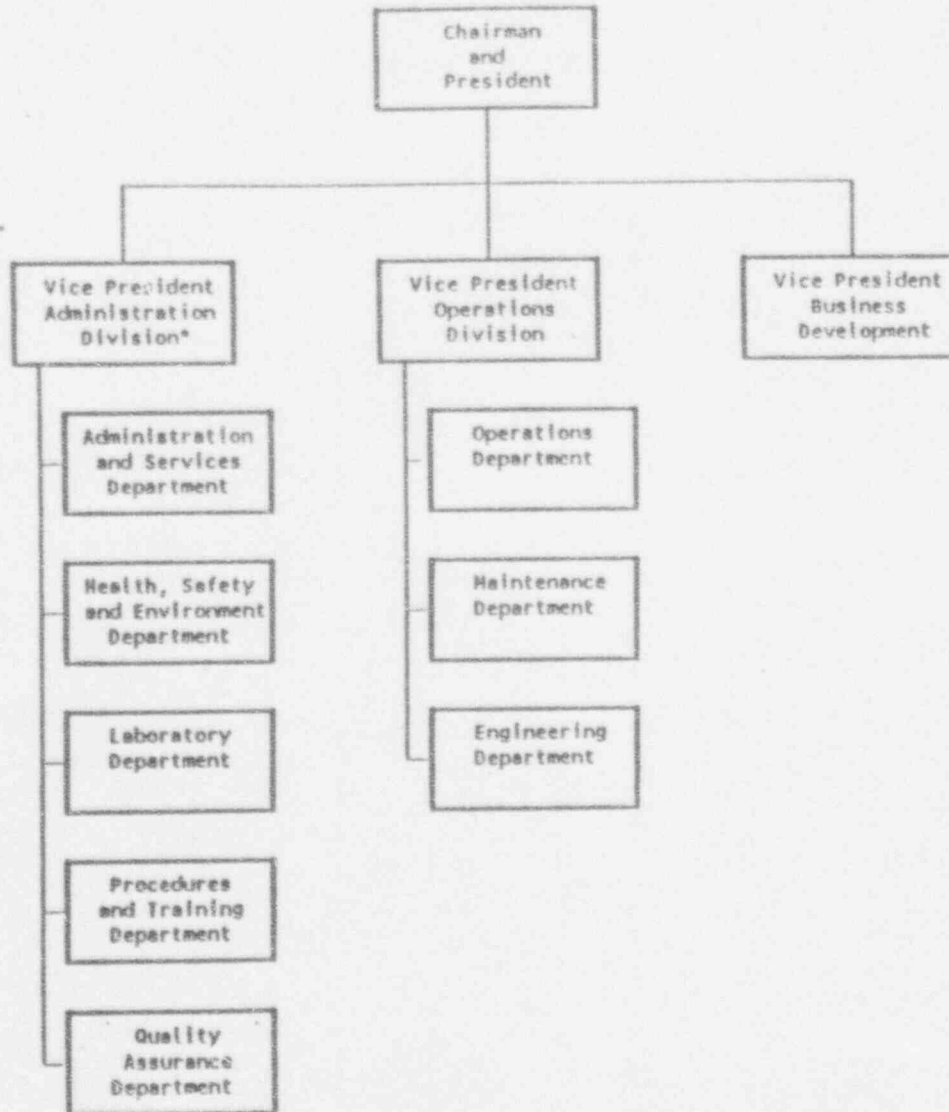 Chairman
and
President
Vice President
Administration
Division*
Vice President
Operations
Division
Vice President
Business
Development
Administration
and Services
Department
Operations
Department
Health, Safety
and Environment
Department
Maintenance
Department
Laboratory
Department
Engineering
Department
Procedures
and Training
Department
Quality
Assurance
Department